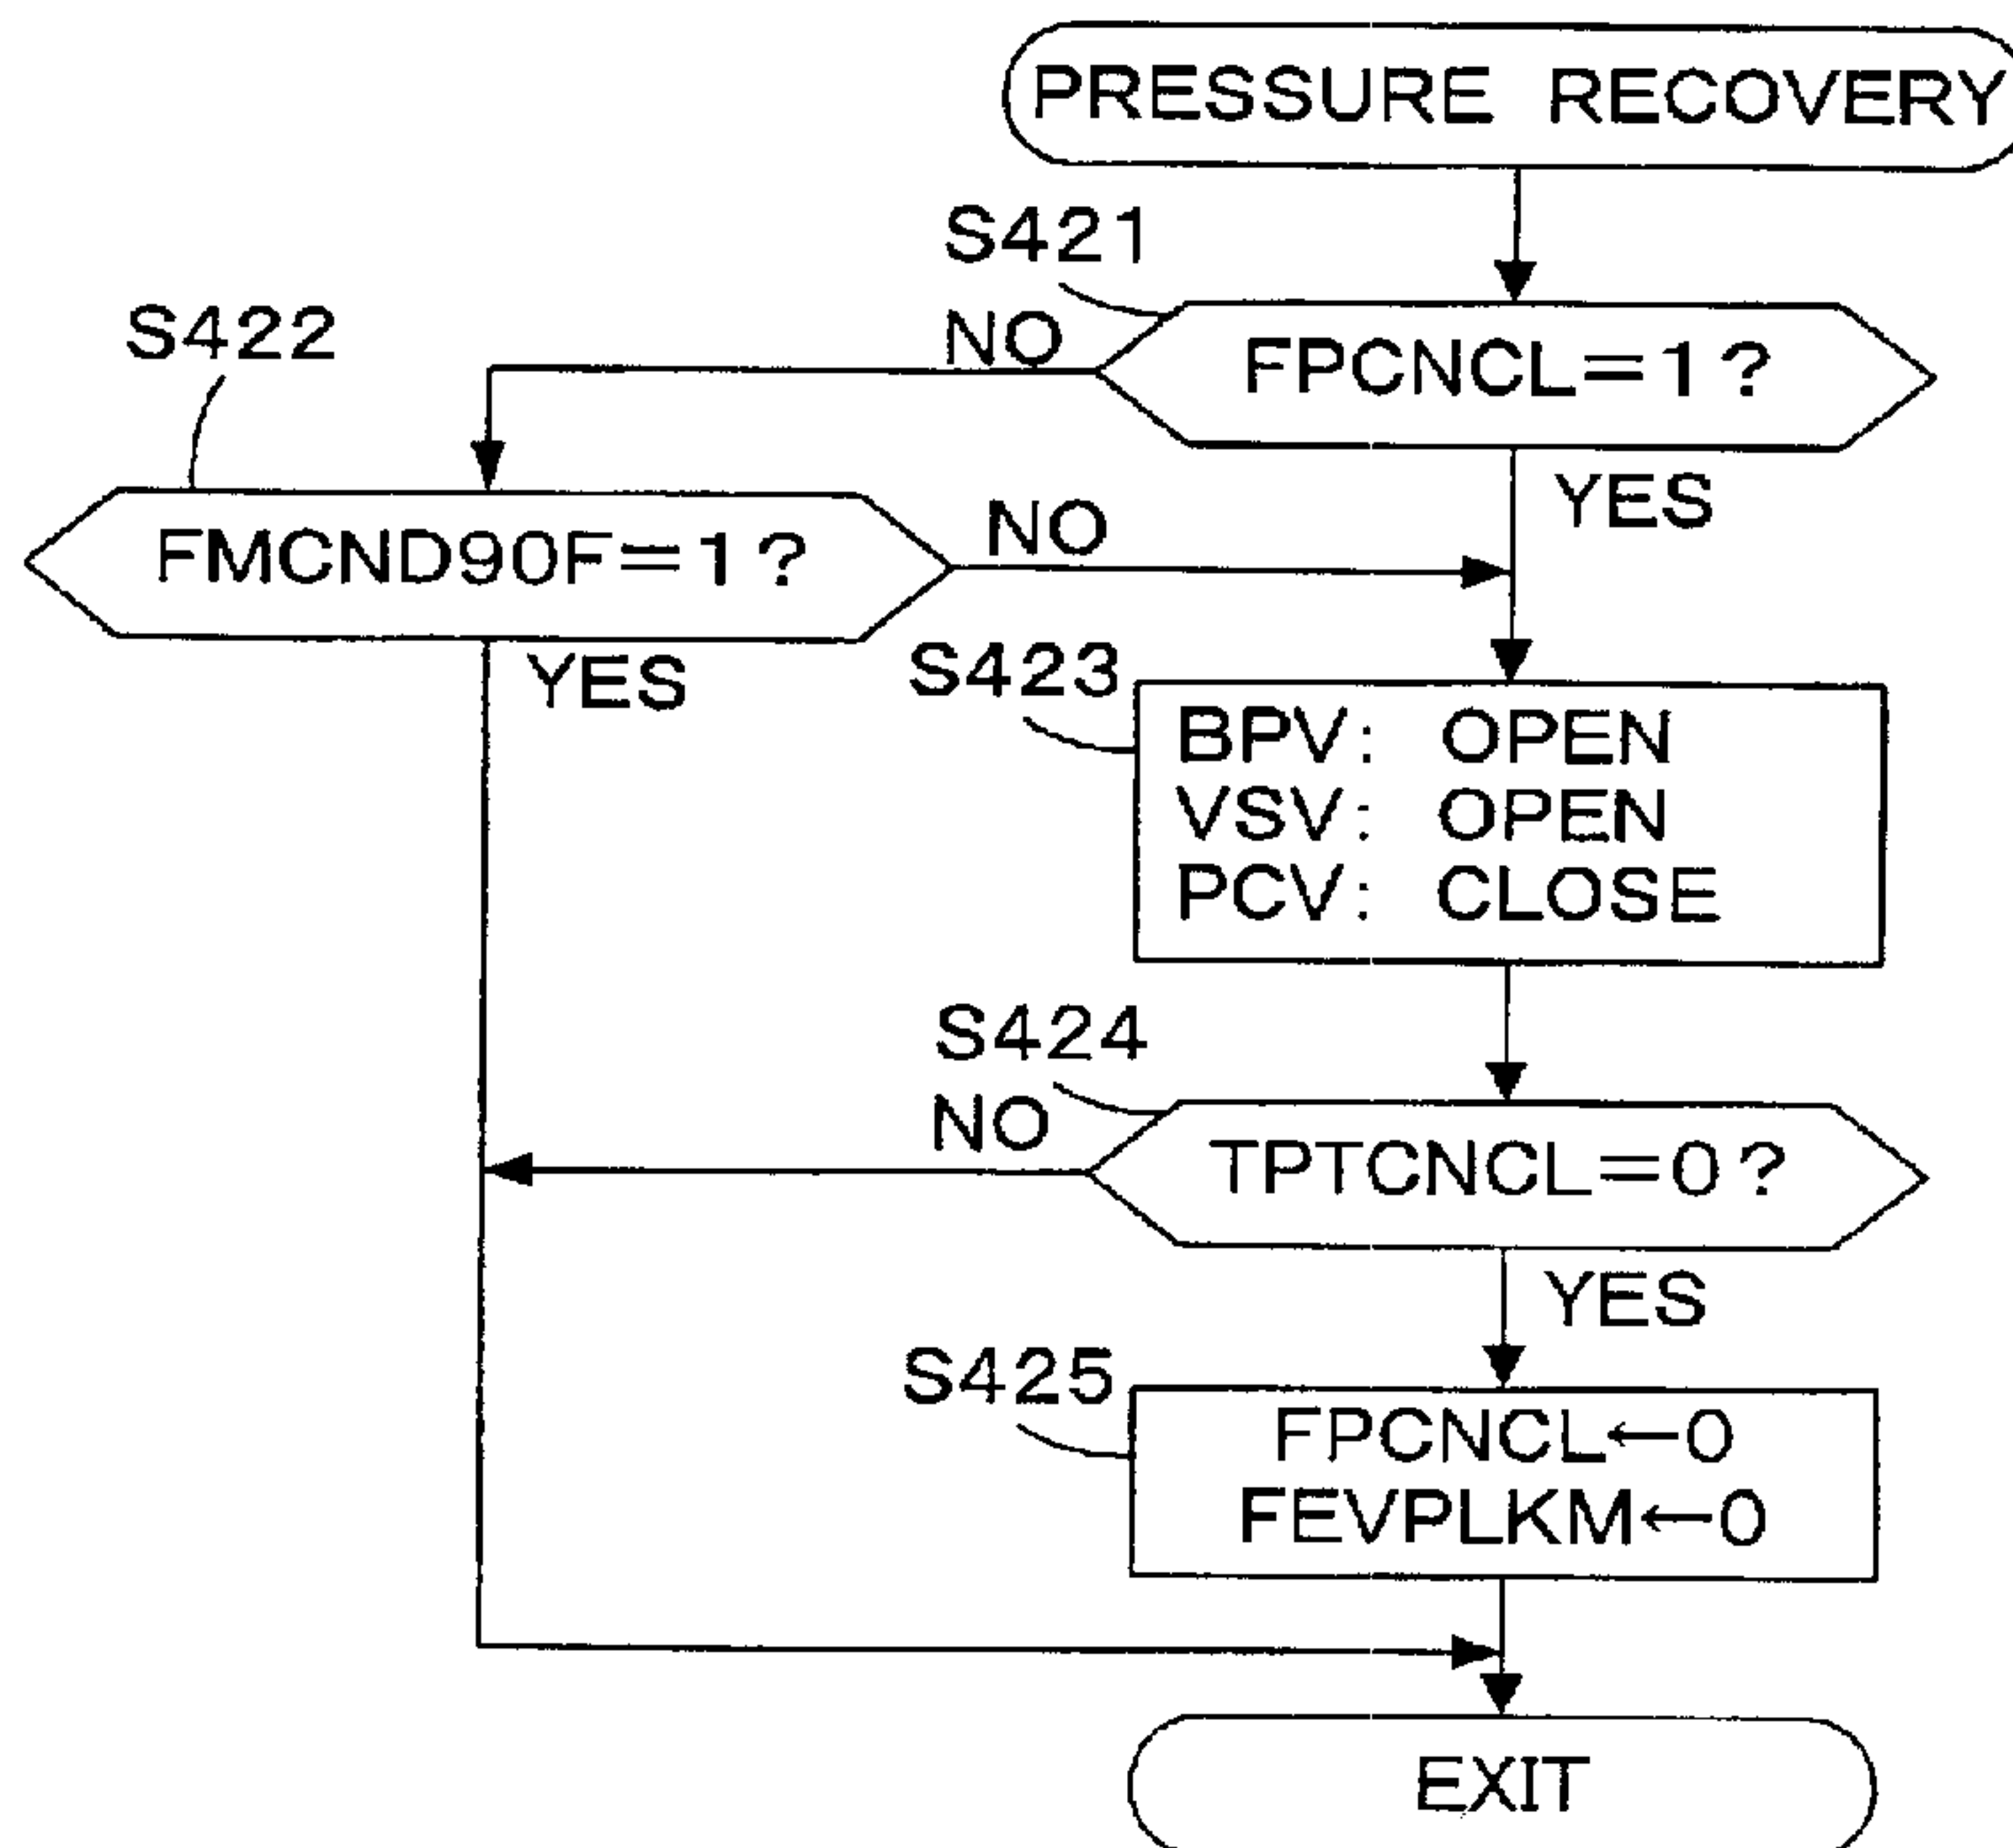 PRESSURE RECOVERY
S421
NO
FPCNCL=1?
YES
S422
FMCND90F=1?
NO
YES
S423
BPV: OPEN
VSV: OPEN
PCV: CLOSE
S424
NO
TPTCNCL=0?
YES
S425
FPCNCL←0
FEVPLKM←0
EXIT